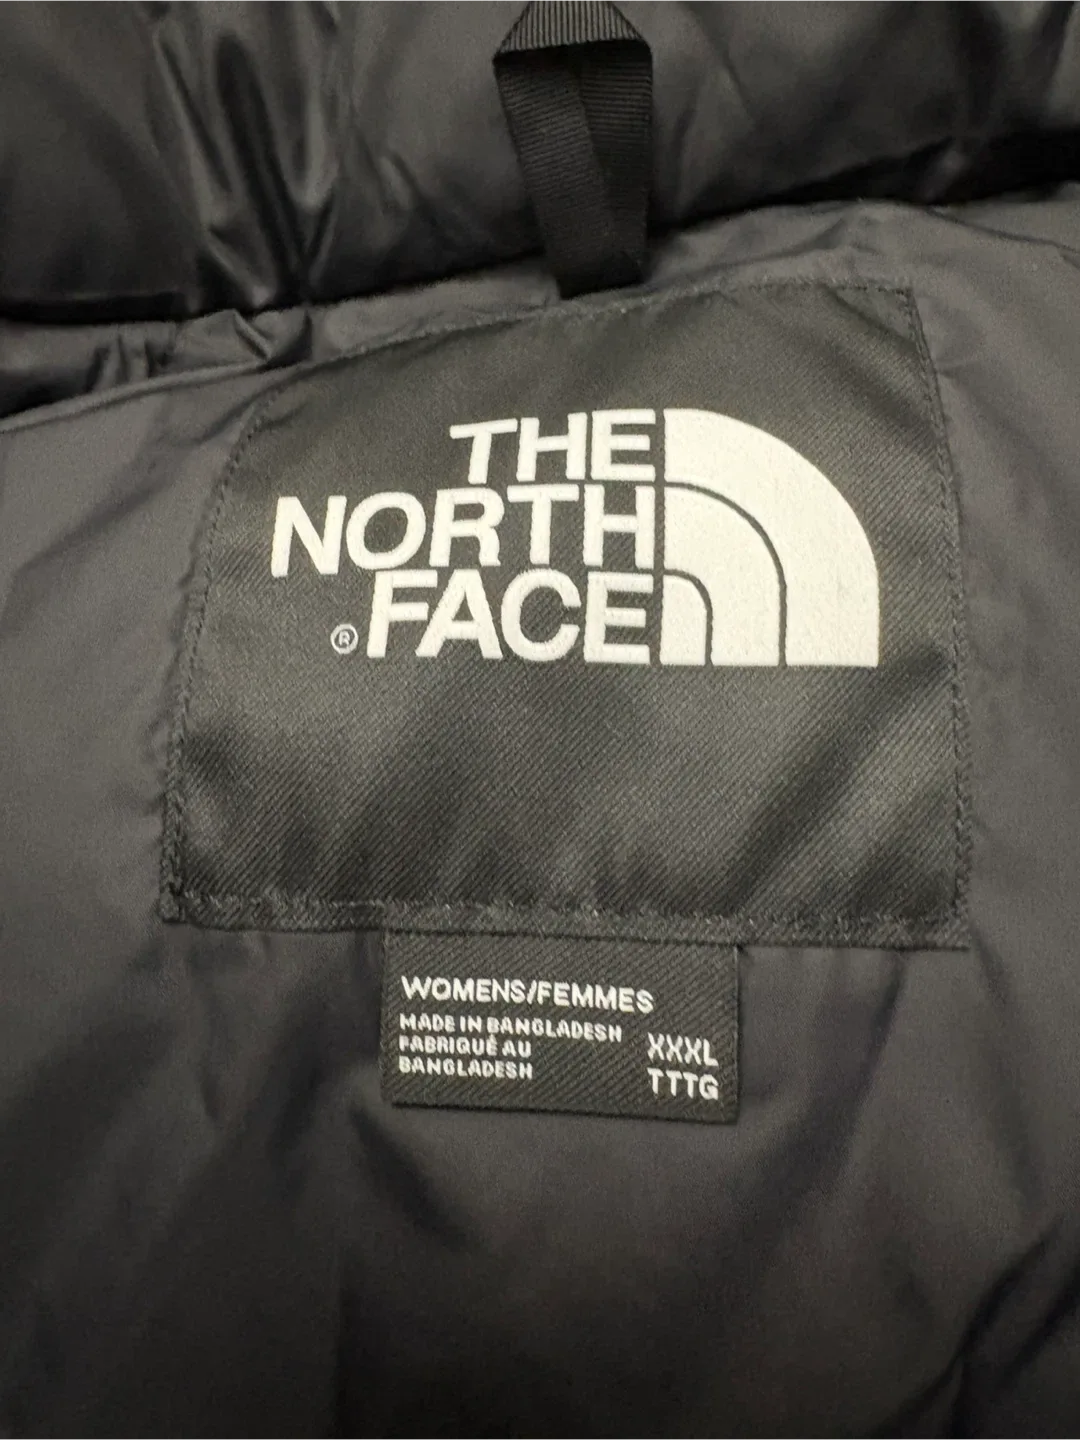 THE
NORTH
® FACE
WOMENS/FEMMES
MADE IN BANGLADESH
FABRIQUÉ AU
BANGLADESH
XXXL
TTTG